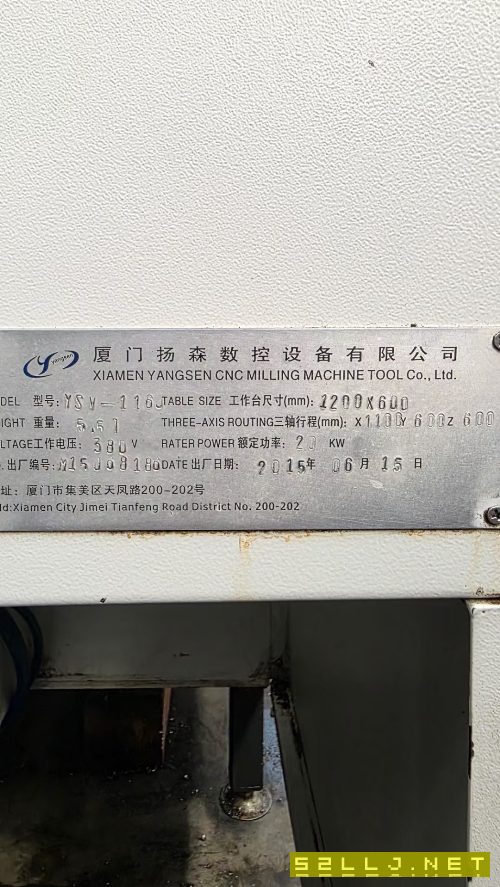 yangsen 厦门扬森数控设备有限公司
XIAMEN YANGSEN CNC MILLING MACHINE TOOL Co., Ltd.
DEL 型号: YSV-116 TABLE SIZE 工作台尺寸(mm): 1200X600
IGHT 重量: THREE-AXIS ROUTING三轴行程(mm): X1100Y600Z600
LTAGE工作电压: 380 V RATER POWER 额定功率: KW
. 出厂编号: DATE 出厂日期: 2015年 06月 15日
址: 厦门市集美区天凤路200-202号
d:Xiamen City Jimei Tianfeng Road District No. 200-202
52LLJ.NET